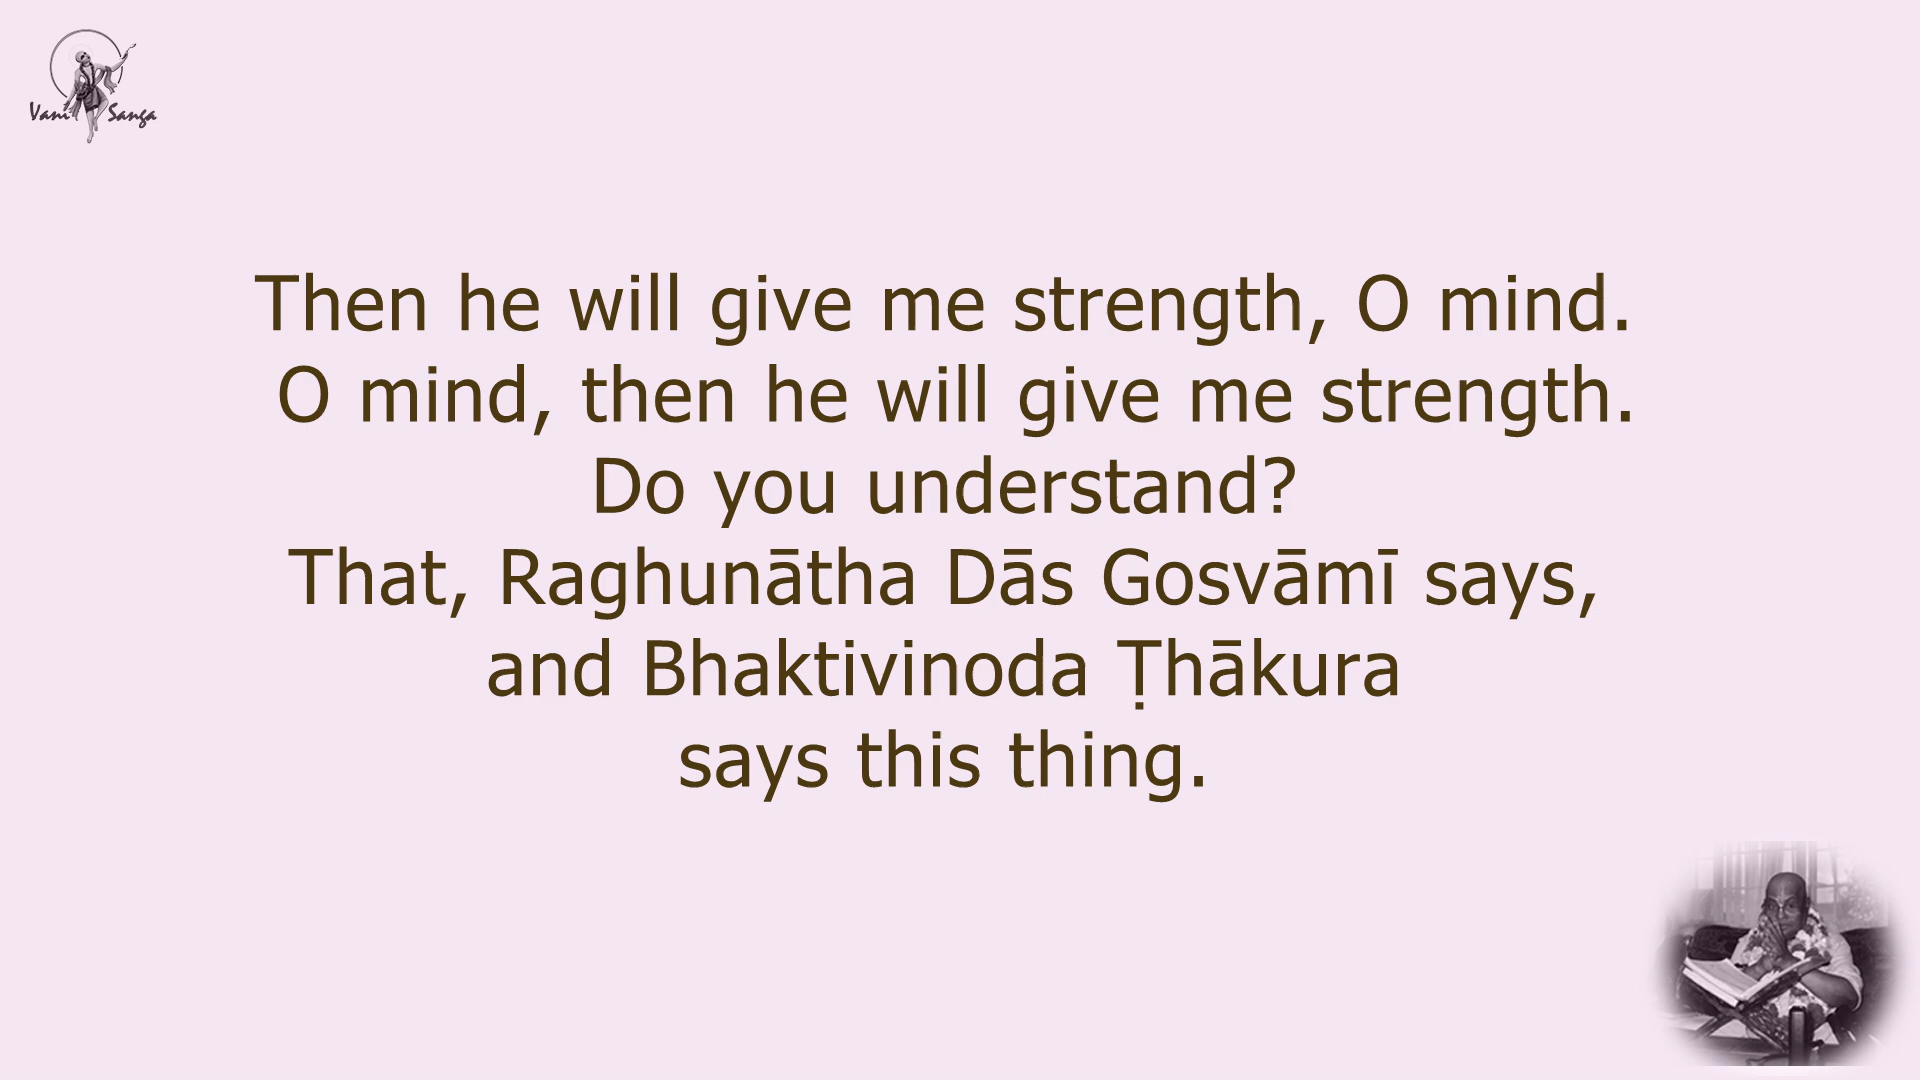 Vani Sanga
Then he will give me strength, O mind.
O mind, then he will give me strength.
Do you understand?
That, Raghunātha Dās Gosvāmī says,
and Bhaktivinoda Ṭhākura
says this thing.